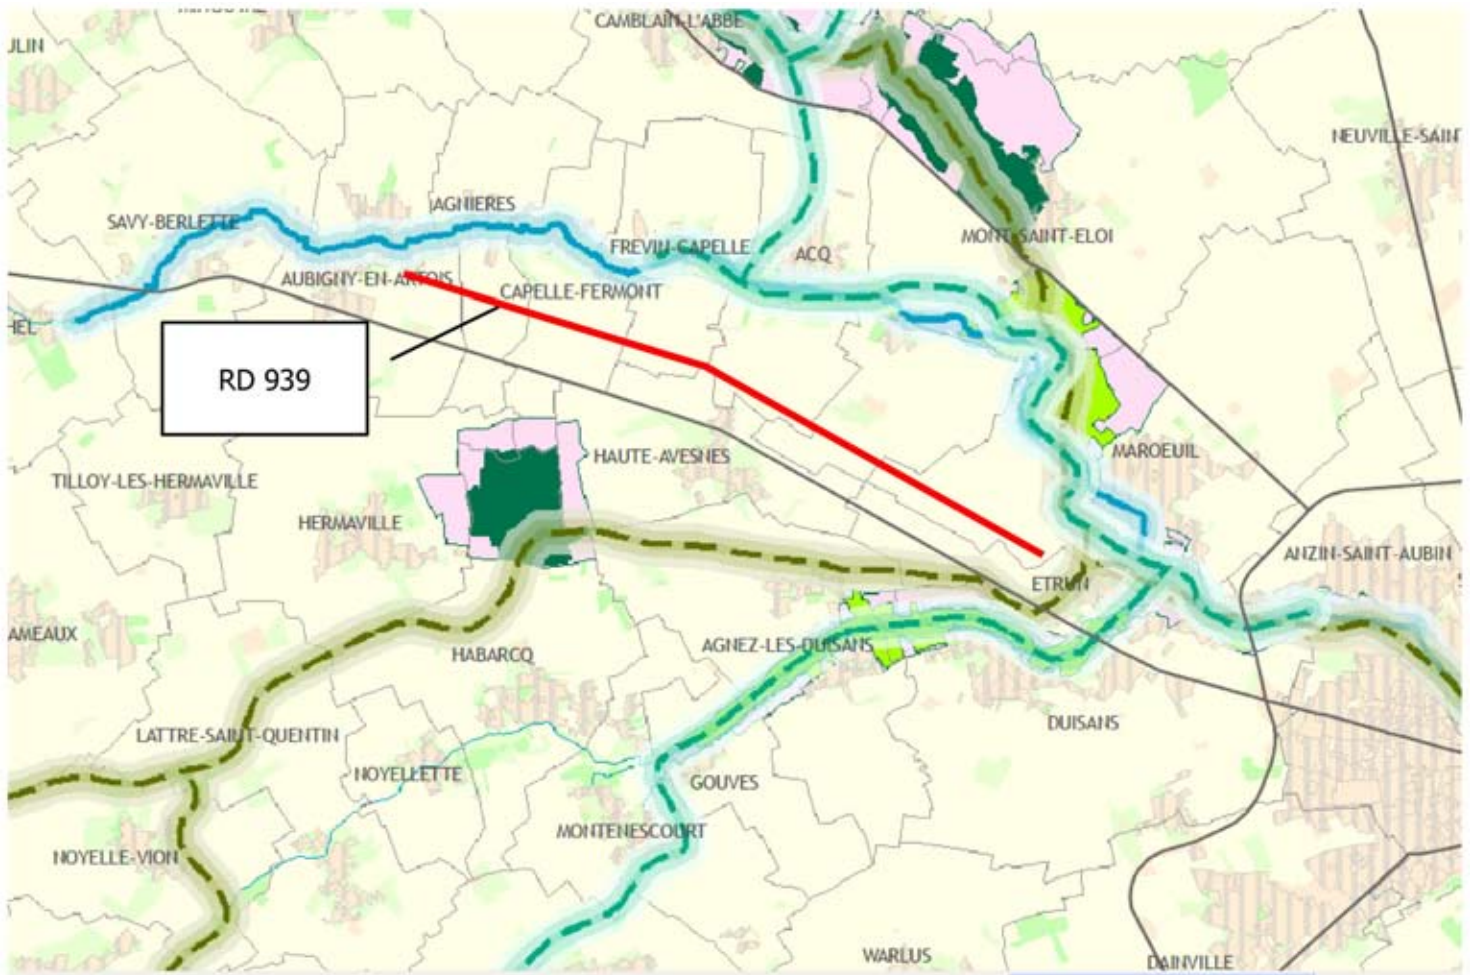 CAMBLAIN-L'ABBE
NEUVILLE-SAINT
AGNIERES
SAVY-BERLETTE
MONT-SAINT-ELOI
FREVIN-CAPELLE
ACQ
AUBIGNY-EN-ARTOIS
CAPELLE-FERMONT
RD 939
MAROEUIL
HAUTE-AVESNES
TILLOY-LES-HERMAVILLE
HERMAVILLE
ANZIN-SAINT-AUBIN
ETRUN
AGNEZ-LES-DUISANS
HABARCQ
DUISANS
LATTRE-SAINT-QUENTIN
NOYELLETTE
GOUVES
MONTENESCOURT
NOYELLE-VION
WARLUS
DAINVILLE